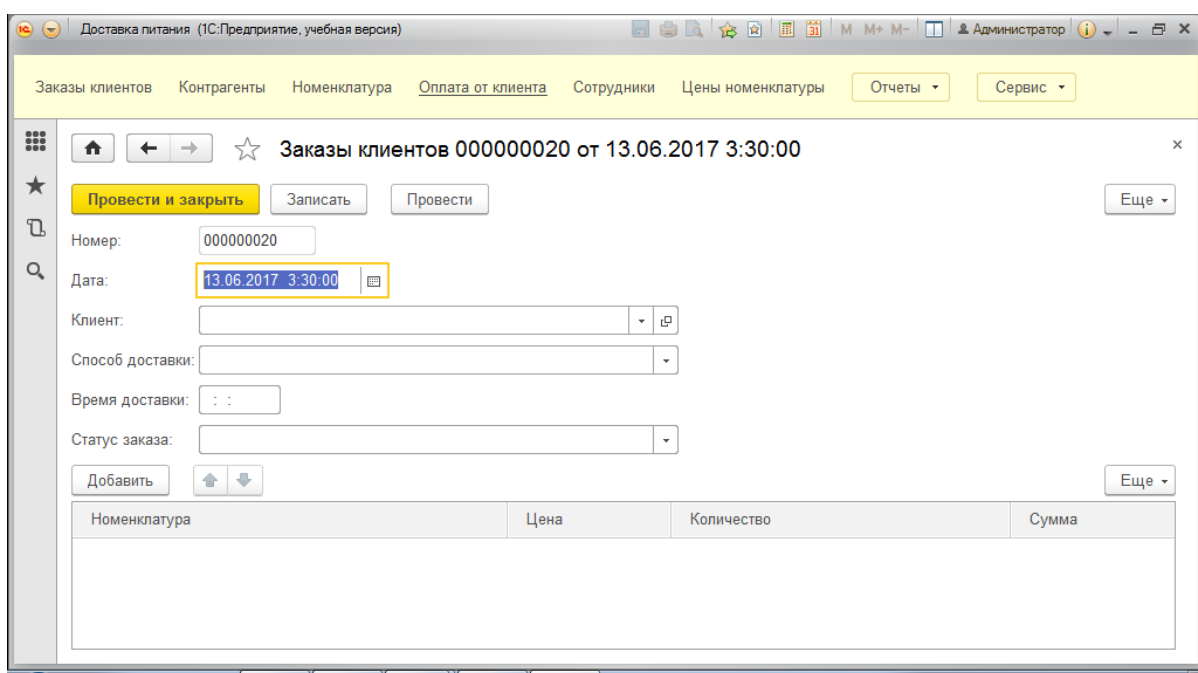 Доставка питания (1С:Предприятие, учебная версия) M M+ M- Администратор
Заказы клиентов Контрагенты Номенклатура Оплата от клиента Сотрудники Цены номенклатуры Отчеты Сервис
Заказы клиентов 000000020 от 13.06.2017 3:30:00
Провести и закрыть Записать Провести Еще
Номер: 000000020
Дата: 13.06.2017 3:30:00
Клиент:
Способ доставки:
Время доставки: : :
Статус заказа:
Добавить Еще
Номенклатура Цена Количество Сумма